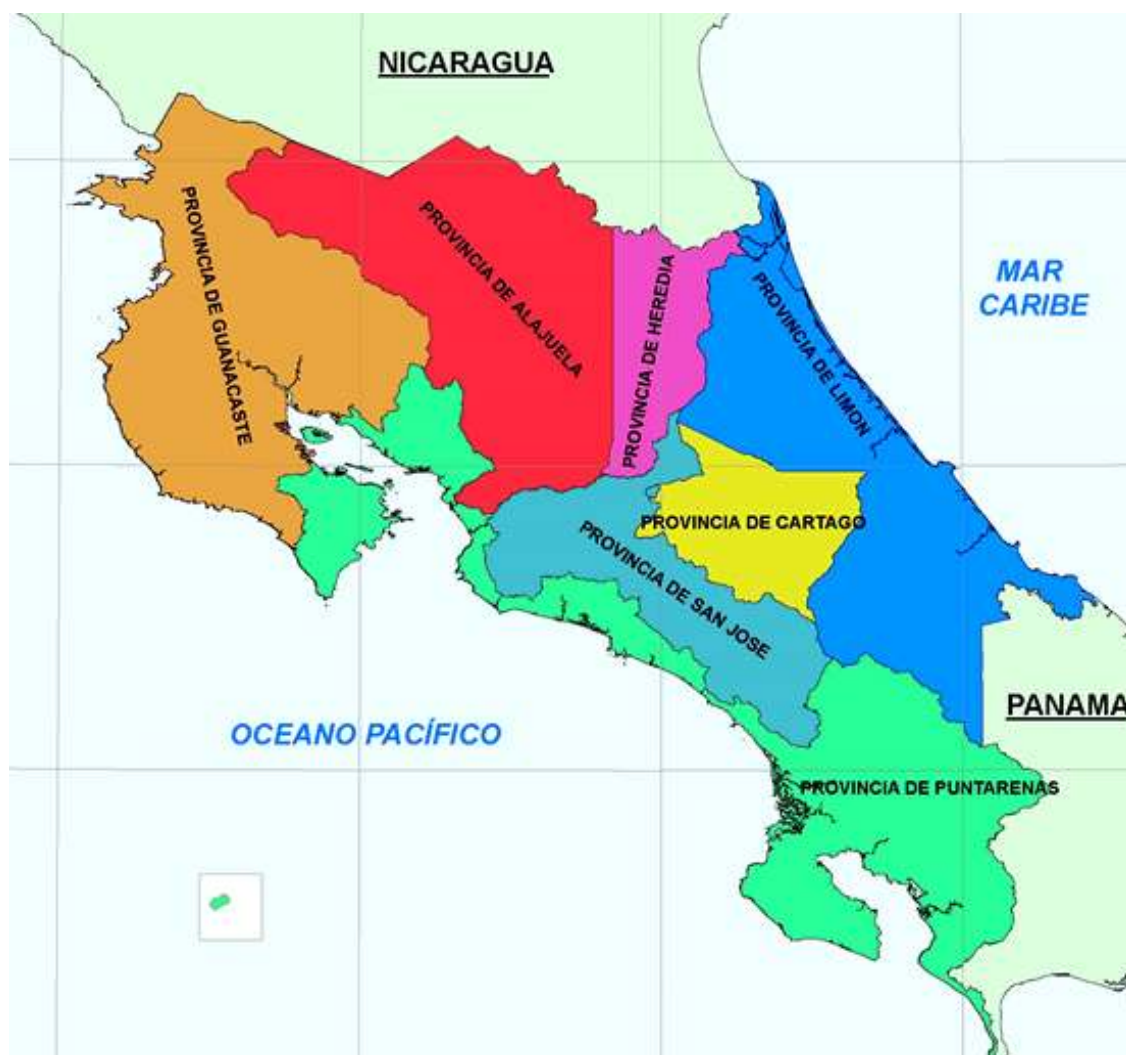 NICARAGUA
PROVINCIA DE GUANACASTE
PROVINCIA DE ALAJUELA
PROVINCIA DE HEREDIA
PROVINCIA DE LIMON
MAR
CARIBE
PROVINCIA DE CARTAGO
PROVINCIA DE SAN JOSE
PANAMA
OCEANO PACÍFICO
PROVINCIA DE PUNTARENAS